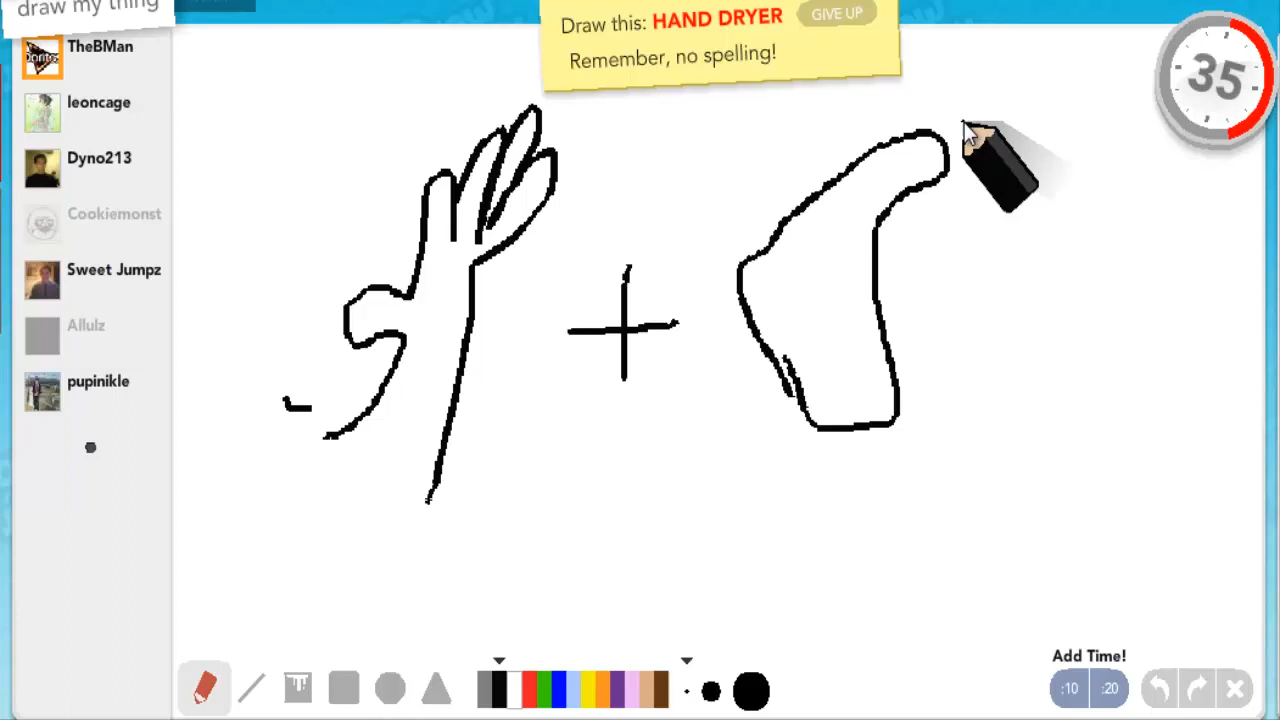 draw my thing
Draw this: HAND DRYER
GIVE UP
Remember, no spelling!
35
TheBMan
Doritos
leoncage
Dyno213
Cookiemonst
Sweet Jumpz
Allulz
pupinikle
Add Time!
:10
:20